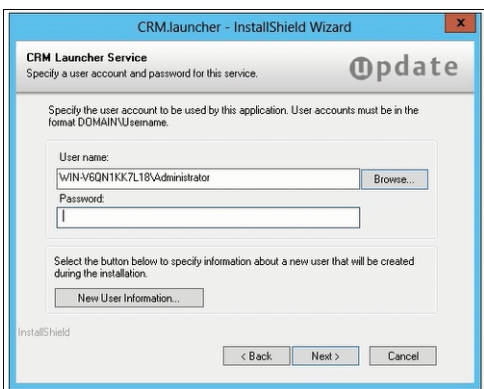 CRM.launcher - InstallShield Wizard
x
CRM Launcher Service
Specify a user account and password for this service.
update
Specify the user account to be used by this application. User accounts must be in the
format DOMAIN\Username.
User name:
WIN-V6QN1KK7L18\Administrator
Browse...
Password:
Select the button below to specify information about a new user that will be created
during the installation.
New User Information...
InstallShield
< Back
Next >
Cancel